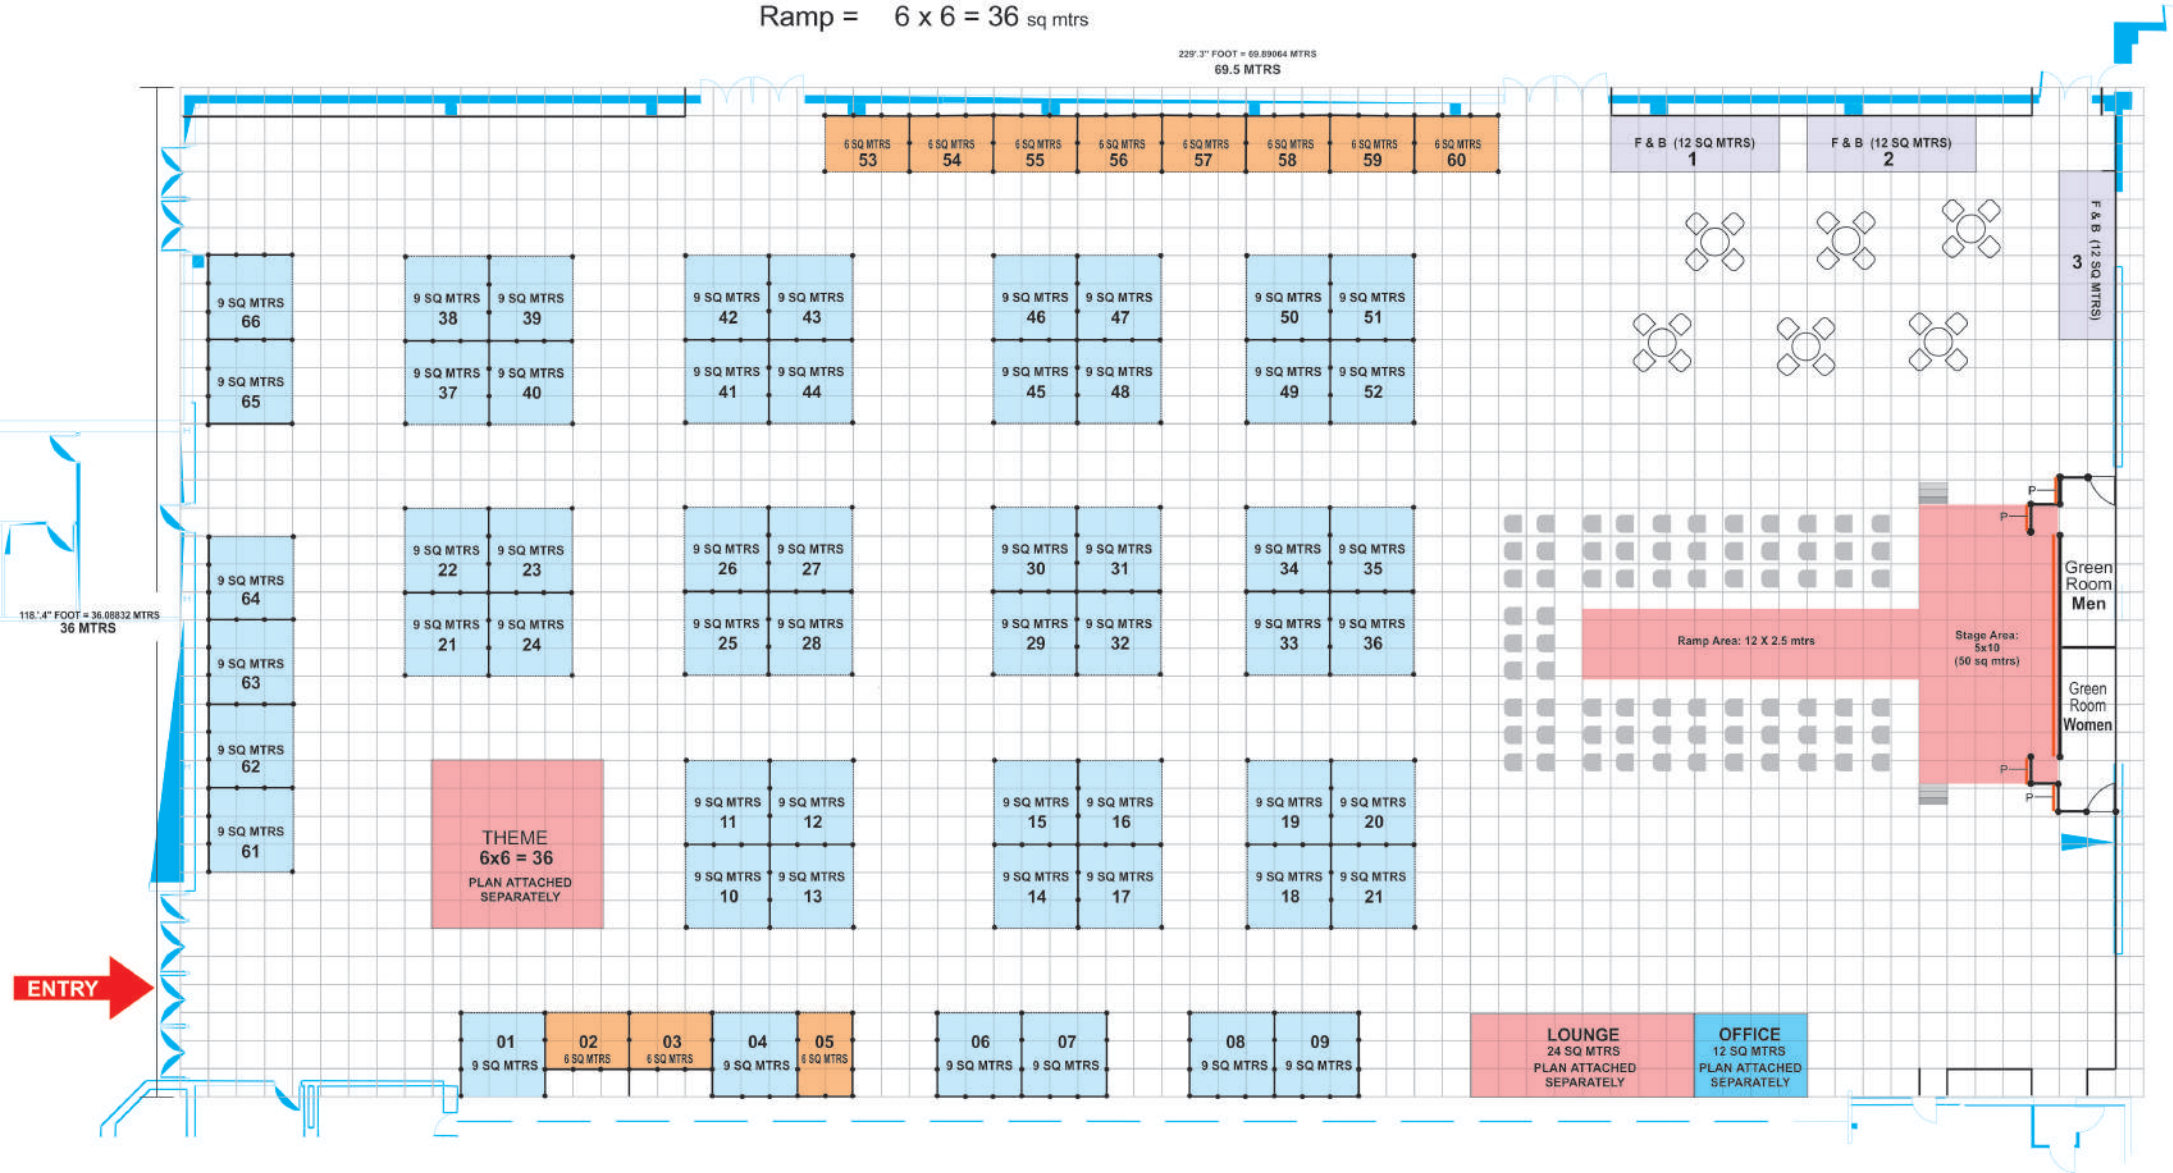 Ramp = 6 x 6 = 36 sq mtrs
229'.3" FOOT = 69.89064 MTRS
69.5 MTRS
6 SQ MTRS 6 SQ MTRS 6 SQ MTRS 6 SQ MTRS 6 SQ MTRS 6 SQ MTRS 6 SQ MTRS 6 SQ MTRS
53 54 55 56 57 58 59 60
F & B (12 SQ MTRS) F & B (12 SQ MTRS)
1 2
F & B (12 SQ MTRS)
3
9 SQ MTRS 9 SQ MTRS 9 SQ MTRS 9 SQ MTRS 9 SQ MTRS 9 SQ MTRS 9 SQ MTRS 9 SQ MTRS 9 SQ MTRS
66 38 39 42 43 46 47 50 51
9 SQ MTRS 9 SQ MTRS 9 SQ MTRS 9 SQ MTRS 9 SQ MTRS 9 SQ MTRS 9 SQ MTRS 9 SQ MTRS 9 SQ MTRS
65 37 40 41 44 45 48 49 52
H
P
P
9 SQ MTRS 9 SQ MTRS 9 SQ MTRS 9 SQ MTRS 9 SQ MTRS 9 SQ MTRS 9 SQ MTRS 9 SQ MTRS
22 23 26 27 30 31 34 35
9 SQ MTRS
64
H
Green
Room
Men
118.'.4" FOOT = 36.08832 MTRS
36 MTRS
9 SQ MTRS 9 SQ MTRS 9 SQ MTRS 9 SQ MTRS 9 SQ MTRS 9 SQ MTRS 9 SQ MTRS 9 SQ MTRS
21 24 25 28 29 32 33 36
Ramp Area: 12 X 2.5 mtrs
Stage Area:
5x10
(50 sq mtrs)
9 SQ MTRS
63
Green
Room
Women
9 SQ MTRS
62
H
P
P
9 SQ MTRS 9 SQ MTRS 9 SQ MTRS 9 SQ MTRS 9 SQ MTRS 9 SQ MTRS
11 12 15 16 19 20
9 SQ MTRS
61
THEME
6x6 = 36
PLAN ATTACHED
SEPARATELY
9 SQ MTRS 9 SQ MTRS 9 SQ MTRS 9 SQ MTRS 9 SQ MTRS 9 SQ MTRS
10 13 14 17 18 21
ENTRY
01
9 SQ MTRS
02
6 SQ MTRS
03
6 SQ MTRS
04
9 SQ MTRS
05
6 SQ MTRS
06
9 SQ MTRS
07
9 SQ MTRS
08
9 SQ MTRS
09
9 SQ MTRS
LOUNGE
24 SQ MTRS
PLAN ATTACHED
SEPARATELY
OFFICE
12 SQ MTRS
PLAN ATTACHED
SEPARATELY